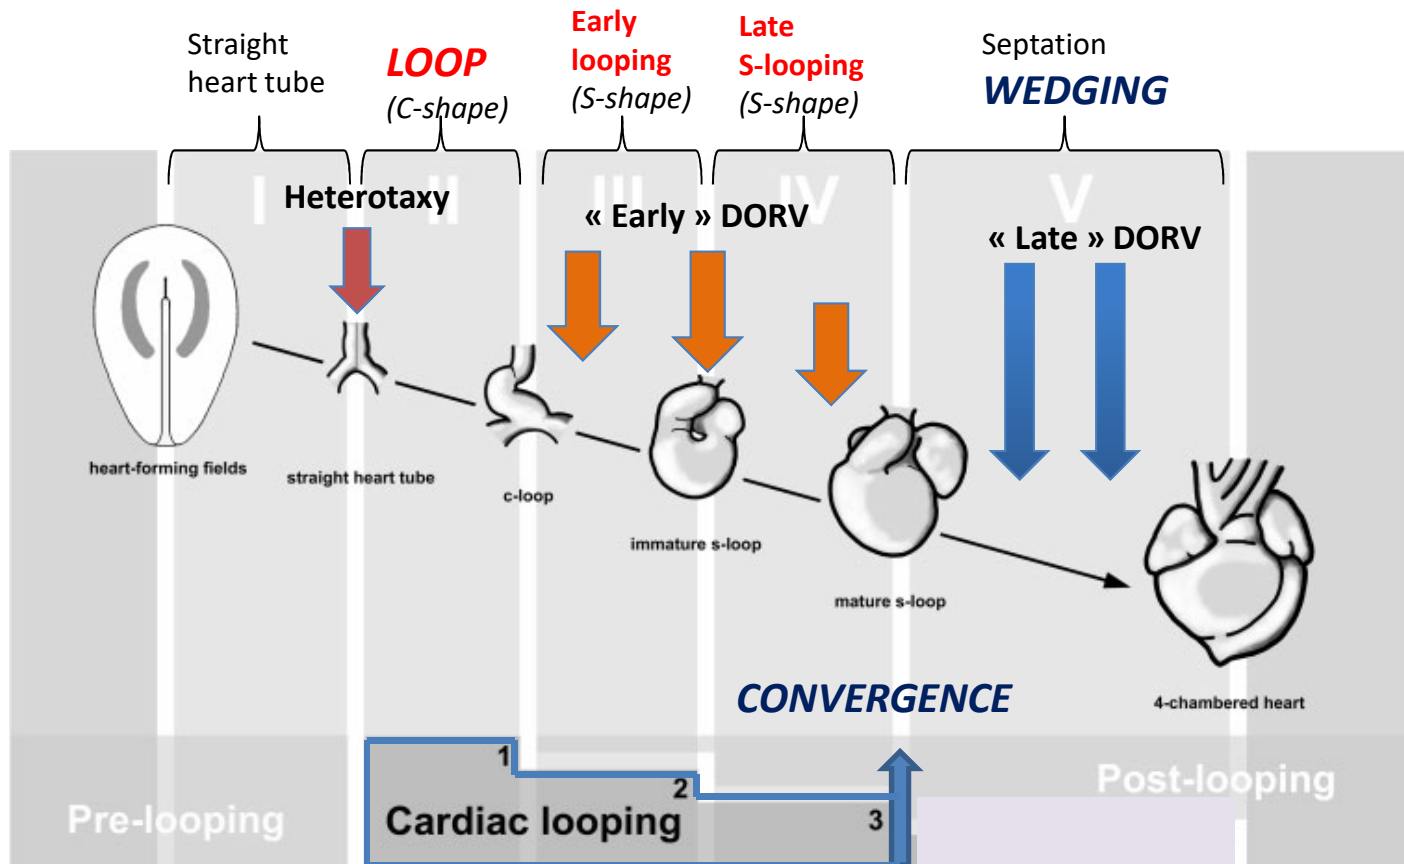 Straight
heart tube
LOOP
(C-shape)
Early
looping
(S-shape)
Late
S-looping
(S-shape)
Septation
WEDGING
I
II
III
IV
V
Heterotaxy
« Early » DORV
« Late » DORV
heart-forming fields
straight heart tube
c-loop
immature s-loop
mature s-loop
4-chambered heart
CONVERGENCE
Pre-looping
1
2
3
Cardiac looping
Post-looping